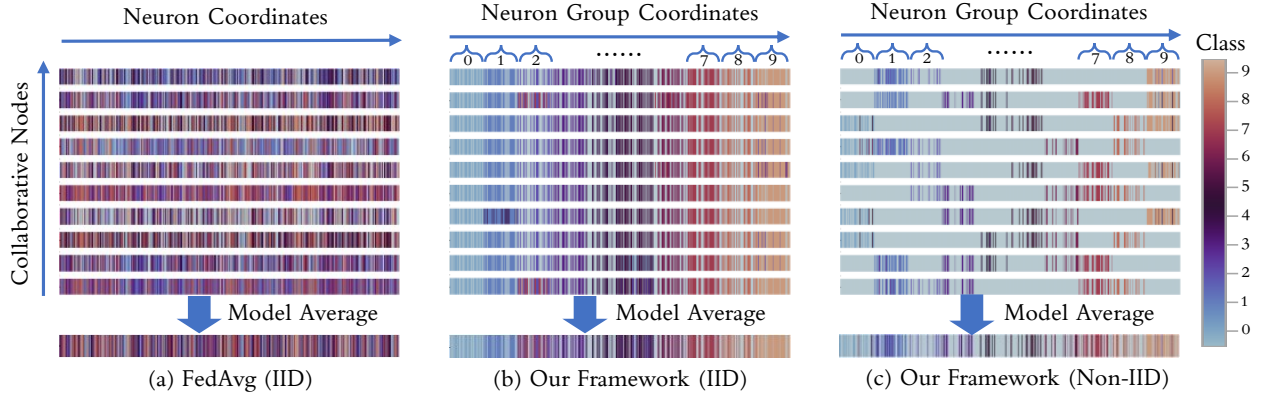 Neuron Coordinates
Neuron Group Coordinates
Neuron Group Coordinates
0 1 2 ...... 7 8 9
0 1 2 ...... 7 8 9
Class
9
8
7
6
5
4
3
2
1
0
Collaborative Nodes
Model Average
Model Average
Model Average
(a) FedAvg (IID)
(b) Our Framework (IID)
(c) Our Framework (Non-IID)